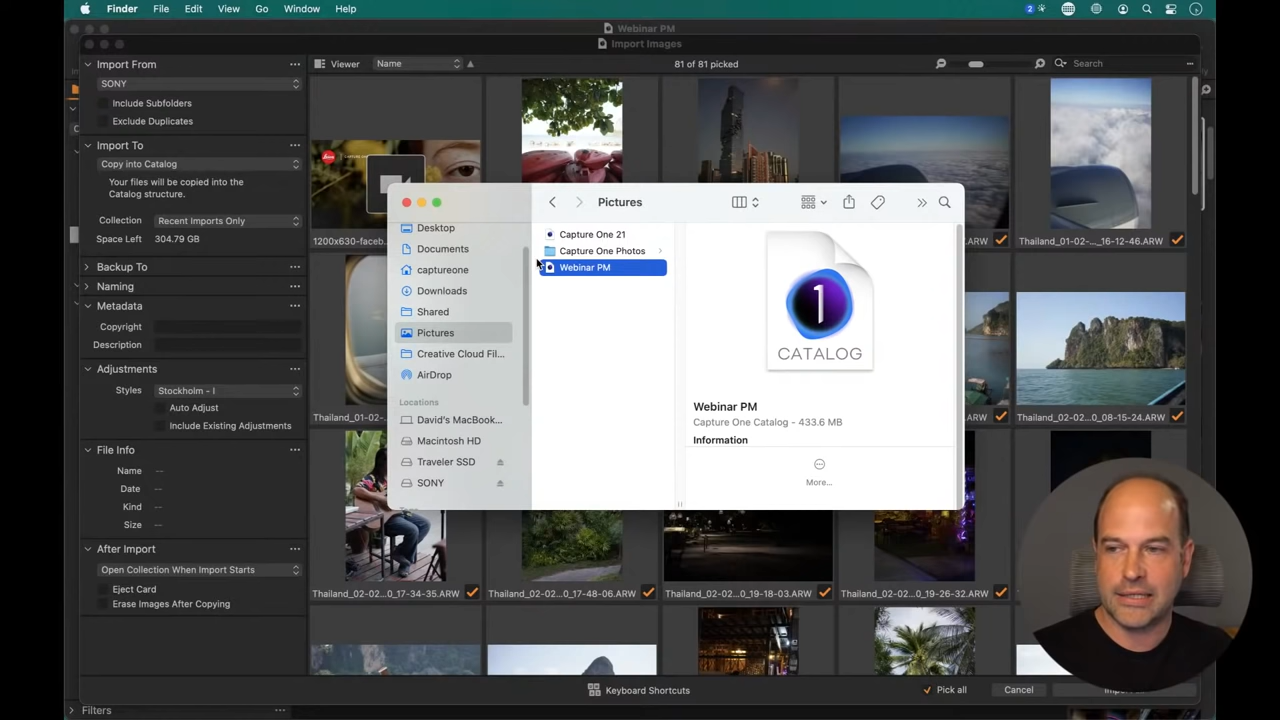 Finder File Edit View Go Window Help
2
Webinar PM
Import Images
Import From
SONY
Include Subfolders
Exclude Duplicates
Import To
Copy into Catalog
Your files will be copied into the
Catalog structure.
Collection Recent Imports Only
Space Left 304.79 GB
Backup To
Naming
Metadata
Copyright
Description
Adjustments
Styles Stockholm - I
Auto Adjust
Include Existing Adjustments
File Info
Name --
Date --
Kind --
Size --
After Import
Open Collection When Import Starts
Eject Card
Erase Images After Copying
Filters
Viewer Name 81 of 81 picked Search
1200x630-faceb...
Thailand_01-02-..._16-12-46.ARW
Pictures
Desktop
Documents
captureone
Downloads
Shared
Pictures
Creative Cloud Fil...
AirDrop
Locations
David's MacBook...
Macintosh HD
Traveler SSD
SONY
Capture One 21
Capture One Photos
Webinar PM
1
CATALOG
Webinar PM
Capture One Catalog - 433.6 MB
Information
More...
Thailand_01-02-
Thailand_02-02...0_08-15-24.ARW
Thailand_02-02...0_17-34-35.ARW
Thailand_02-02...0_17-48-06.ARW
Thailand_02-02...0_19-18-03.ARW
Thailand_02-02...0_19-26-32.ARW
Keyboard Shortcuts Pick all Cancel